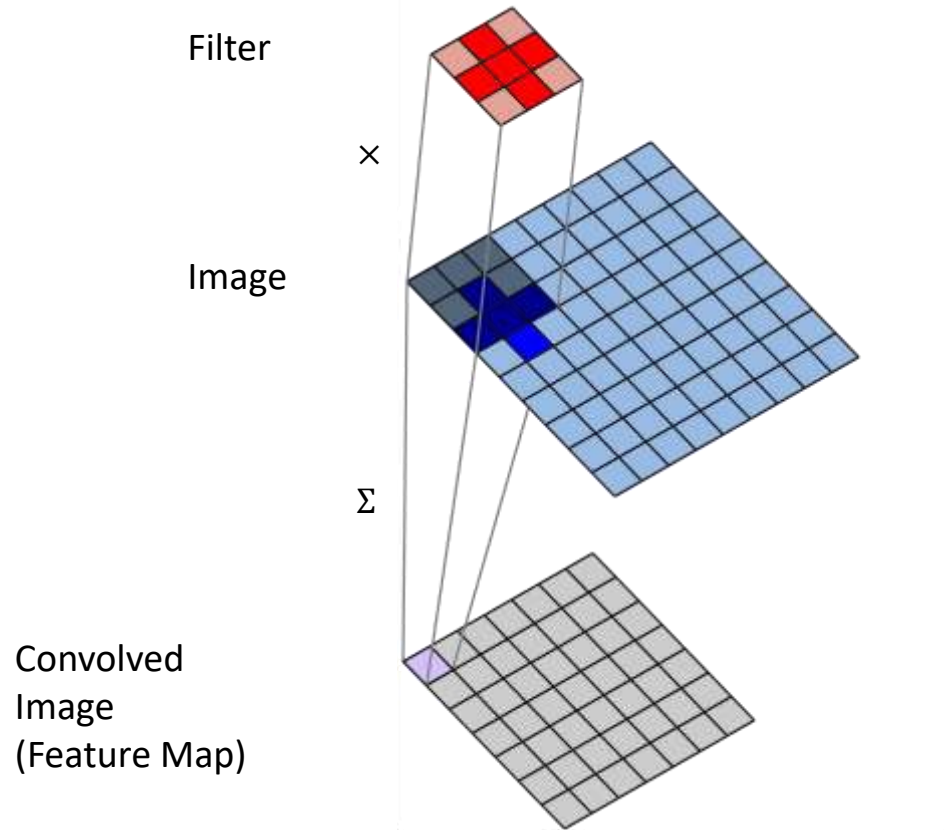 Filter
×
Image
Σ
Convolved
Image
(Feature Map)